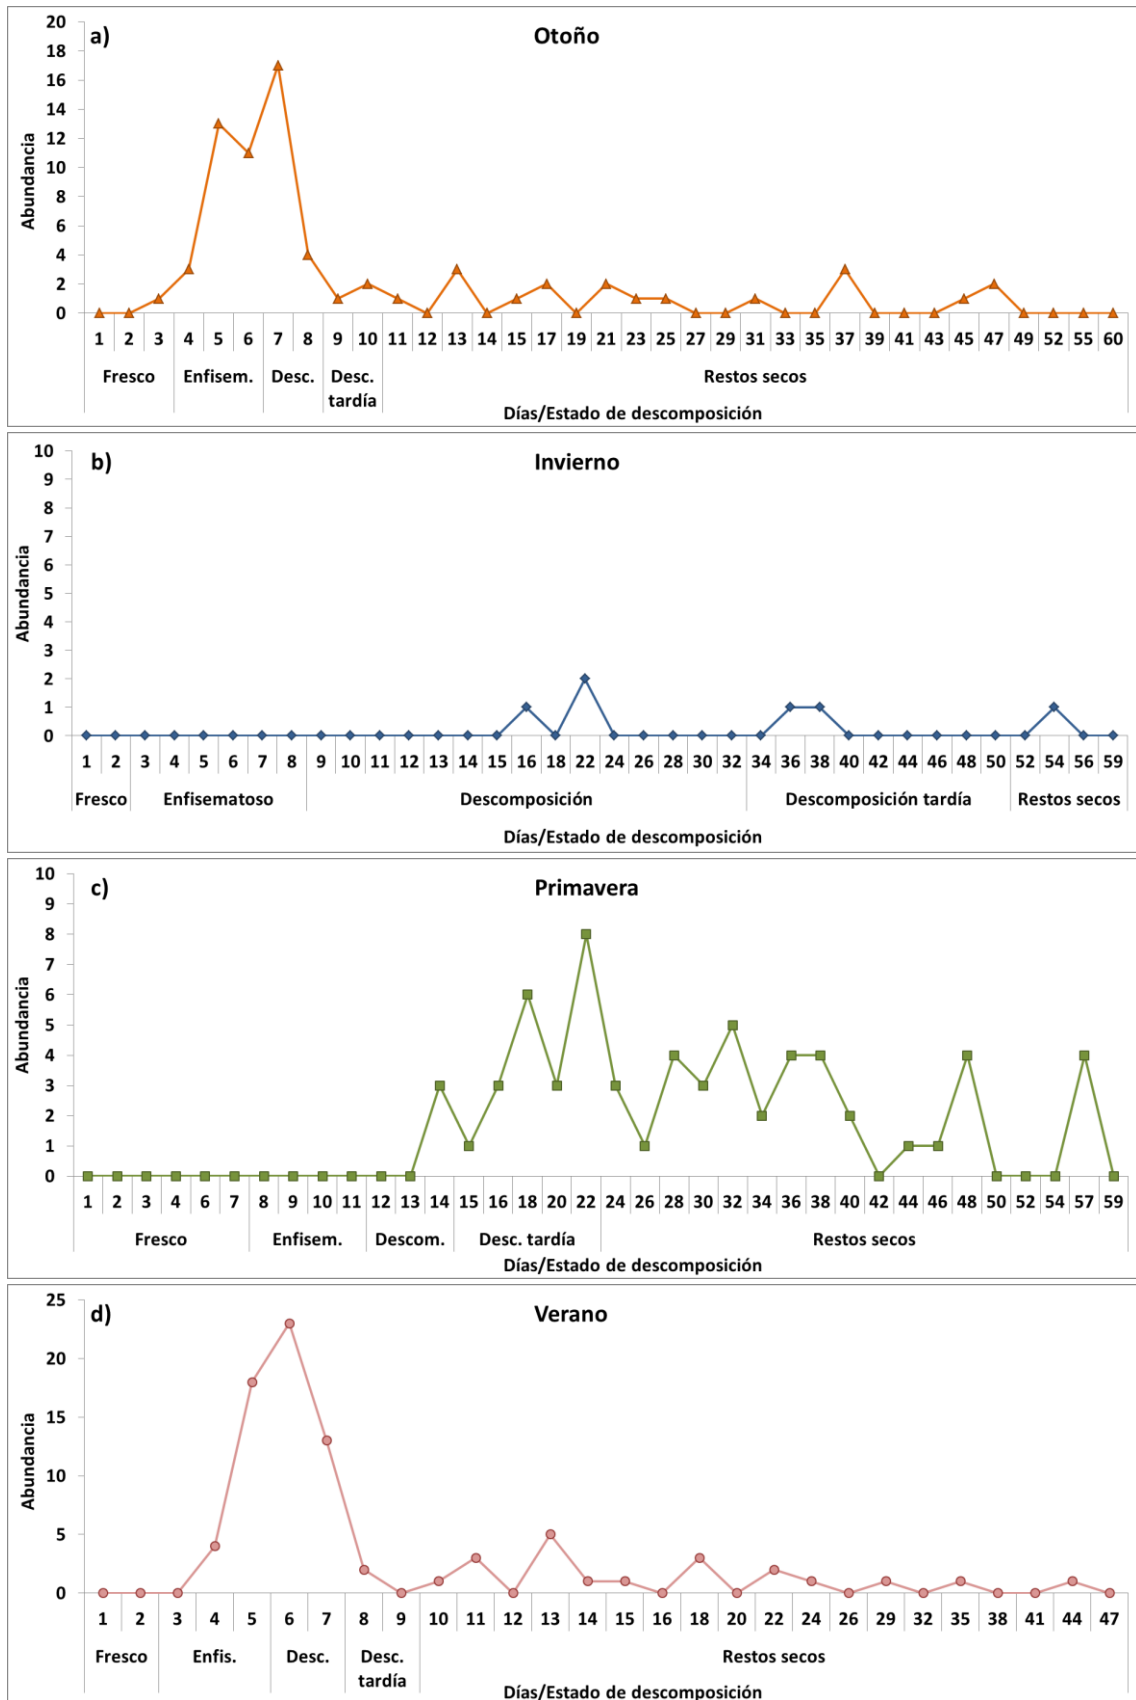 a)
Otoño
Abundancia
20
18
16
14
12
10
8
6
4
2
0
1 2 3 4 5 6 7 8 9 10 11 12 13 14 15 17 19 21 23 25 27 29 31 33 35 37 39 41 43 45 47 49 52 55 60
Fresco Enfisem. Desc. Desc. tardía Restos secos
Días/Estado de descomposición
b)
Invierno
Abundancia
10
9
8
7
6
5
4
3
2
1
0
1 2 3 4 5 6 7 8 9 10 11 12 13 14 15 16 18 22 24 26 28 30 32 34 36 38 40 42 44 46 48 50 52 54 56 59
Fresco Enfisematoso Descomposición Descomposición tardía Restos secos
Días/Estado de descomposición
c)
Primavera
Abundancia
10
9
8
7
6
5
4
3
2
1
0
1 2 3 4 6 7 8 9 10 11 12 13 14 15 16 18 20 22 24 26 28 30 32 34 36 38 40 42 44 46 48 50 52 54 57 59
Fresco Enfisem. Descom. Desc. tardía Restos secos
Días/Estado de descomposición
d)
Verano
Abundancia
25
20
15
10
5
0
1 2 3 4 5 6 7 8 9 10 11 12 13 14 15 16 18 20 22 24 26 29 32 35 38 41 44 47
Fresco Enfis. Desc. Desc. tardía Restos secos
Días/Estado de descomposición